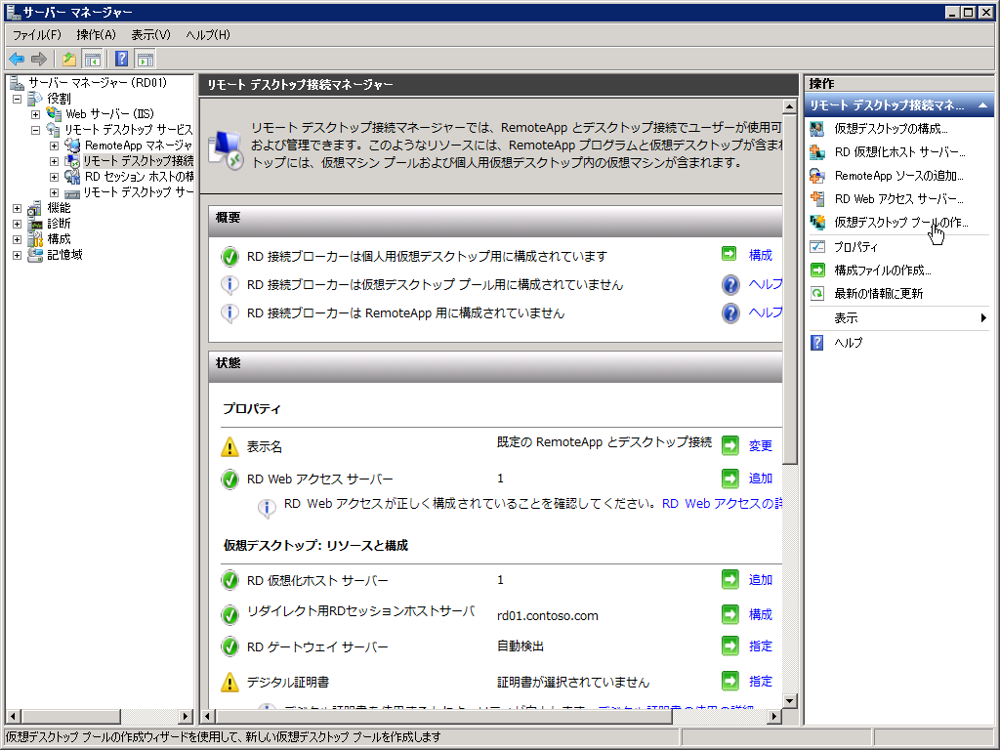 サーバー マネージャー
ファイル(F) 操作(A) 表示(V) ヘルプ(H)
サーバー マネージャー (RD01)
役割
Web サーバー (IIS)
リモート デスクトップ サービス
RemoteApp マネージャ
リモート デスクトップ接続
RD セッション ホストの構
リモート デスクトップ サー
機能
診断
構成
記憶域
リモート デスクトップ接続マネージャー
リモート デスクトップ接続マネージャーでは、RemoteApp とデスクトップ接続でユーザーが使用可
および管理できます。このようなリソースには、RemoteApp プログラムと仮想デスクトップが含まれ
トップには、仮想マシン プールおよび個人用仮想デスクトップ内の仮想マシンが含まれます。
概要
RD 接続ブローカーは個人用仮想デスクトップ用に構成されています 構成
RD 接続ブローカーは仮想デスクトップ プール用に構成されていません ヘルプ
RD 接続ブローカーは RemoteApp 用に構成されていません ヘルプ
状態
プロパティ
表示名 既定の RemoteApp とデスクトップ接続 変更
RD Web アクセス サーバー 1 追加
RD Web アクセスが正しく構成されていることを確認してください。RD Web アクセスの詳
仮想デスクトップ: リソースと構成
RD 仮想化ホスト サーバー 1 追加
リダイレクト用RDセッションホストサーバ rd01.contoso.com 構成
RD ゲートウェイ サーバー 自動検出 指定
デジタル証明書 証明書が選択されていません 指定
操作
リモート デスクトップ接続マネ...
仮想デスクトップの構成...
RD 仮想化ホスト サーバー...
RemoteApp ソースの追加...
RD Web アクセス サーバー...
仮想デスクトップ プールの作...
プロパティ
構成ファイルの作成...
最新の情報に更新
表示
ヘルプ
仮想デスクトップ プールの作成ウィザードを使用して、新しい仮想デスクトップ プールを作成します